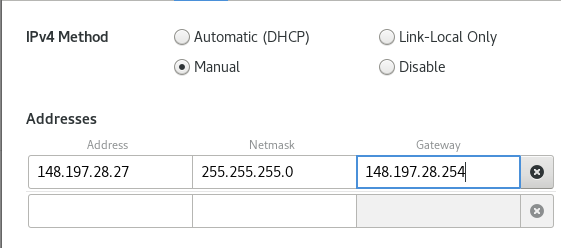 IPv4 Method
Automatic (DHCP)
Link-Local Only
Manual
Disable
Addresses
Address Netmask Gateway
148.197.28.27 255.255.255.0 148.197.28.254